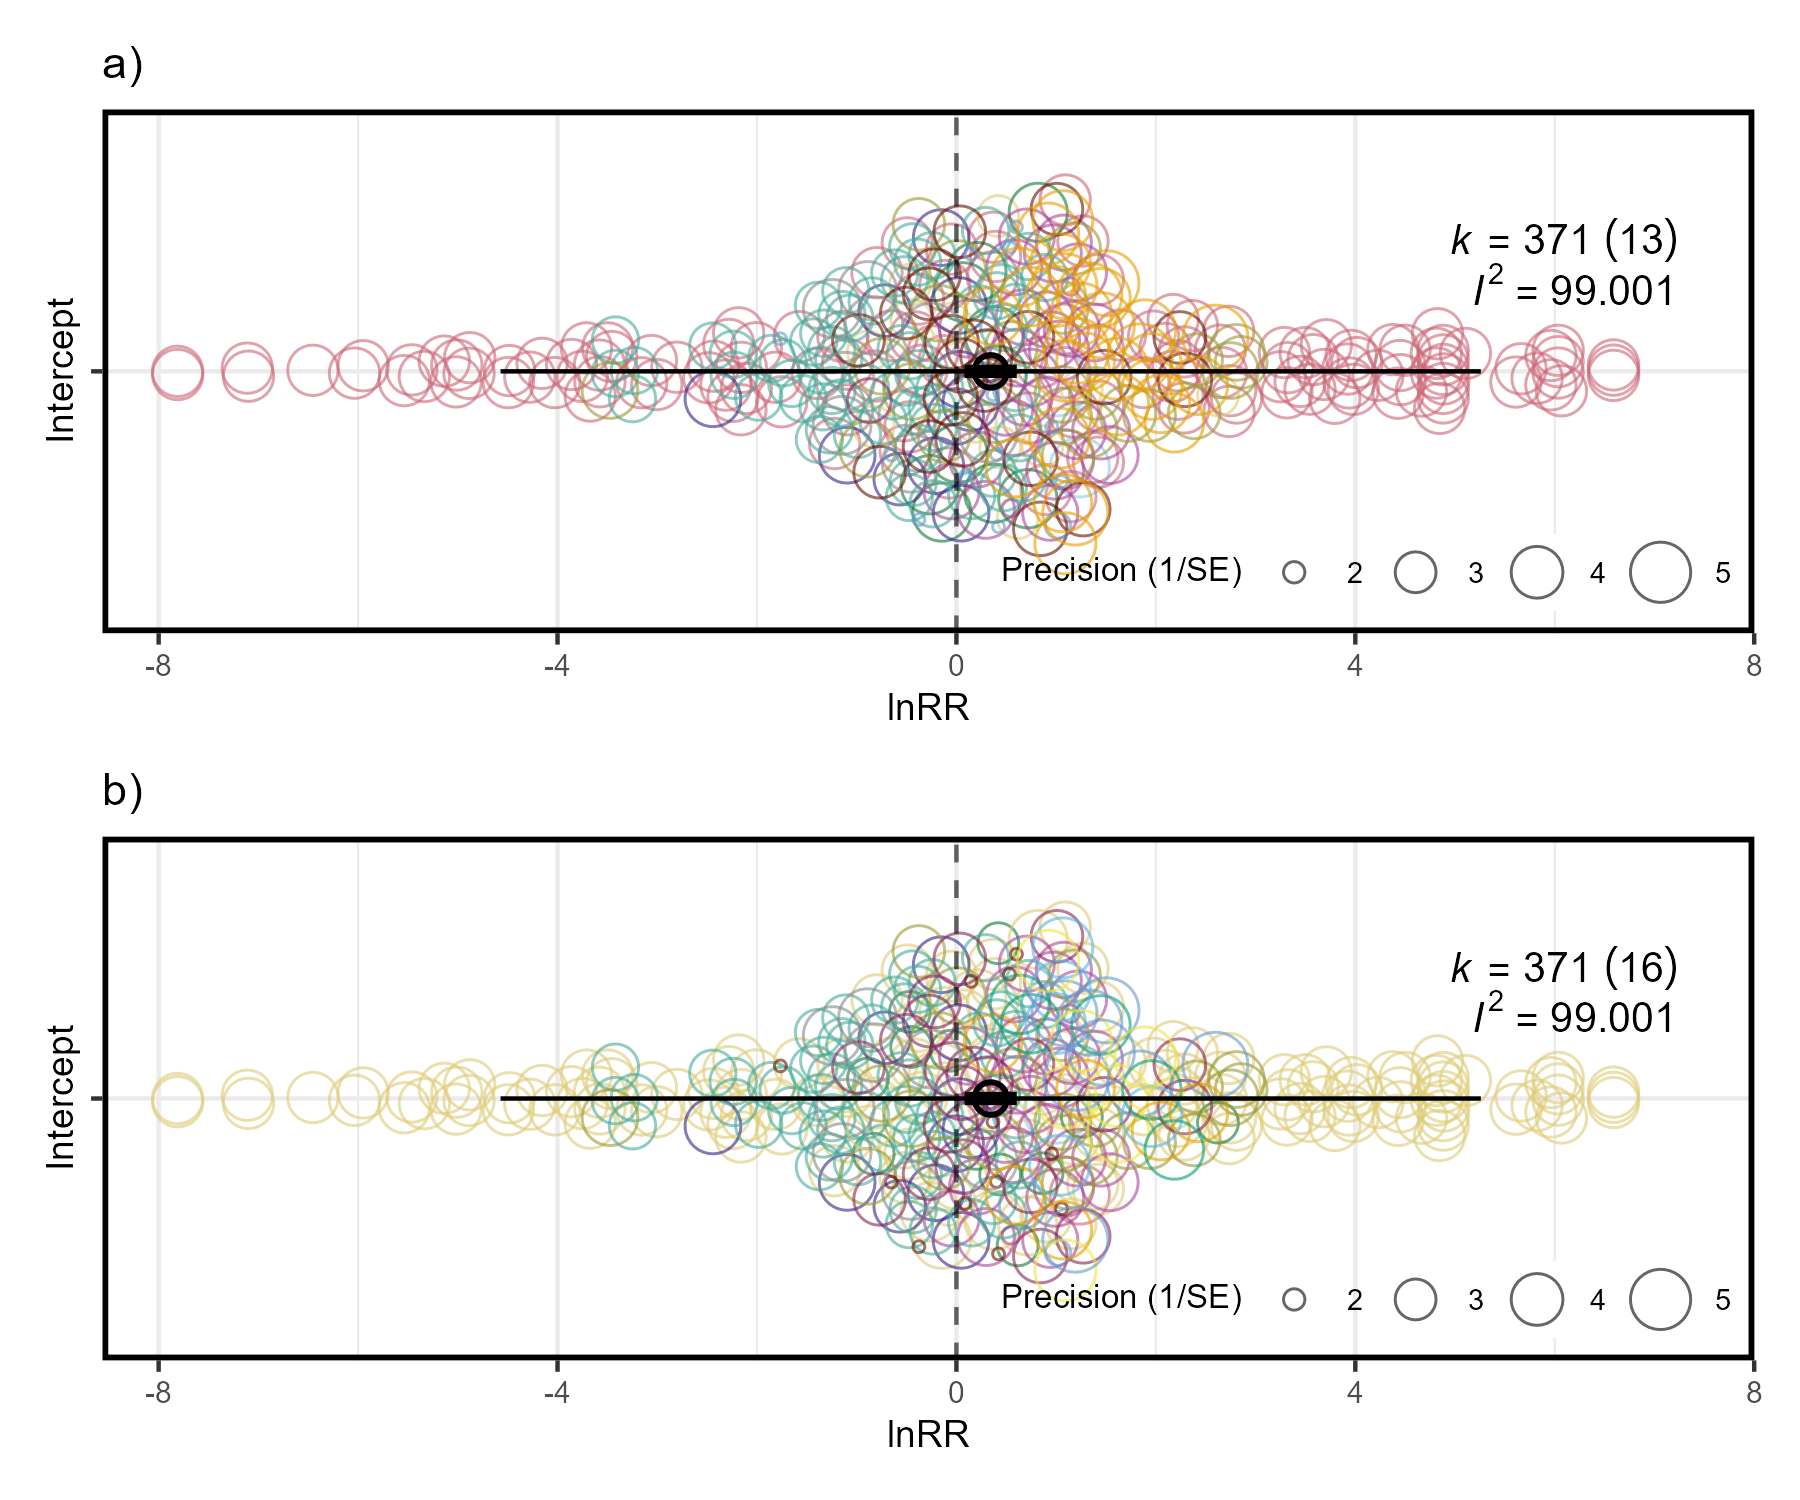 a)
Intercept
k = 371 (13)
I² = 99.001
Precision (1/SE) 2 3 4 5
-8 -4 0 4 8
lnRR
b)
Intercept
k = 371 (16)
I² = 99.001
Precision (1/SE) 2 3 4 5
-8 -4 0 4 8
lnRR